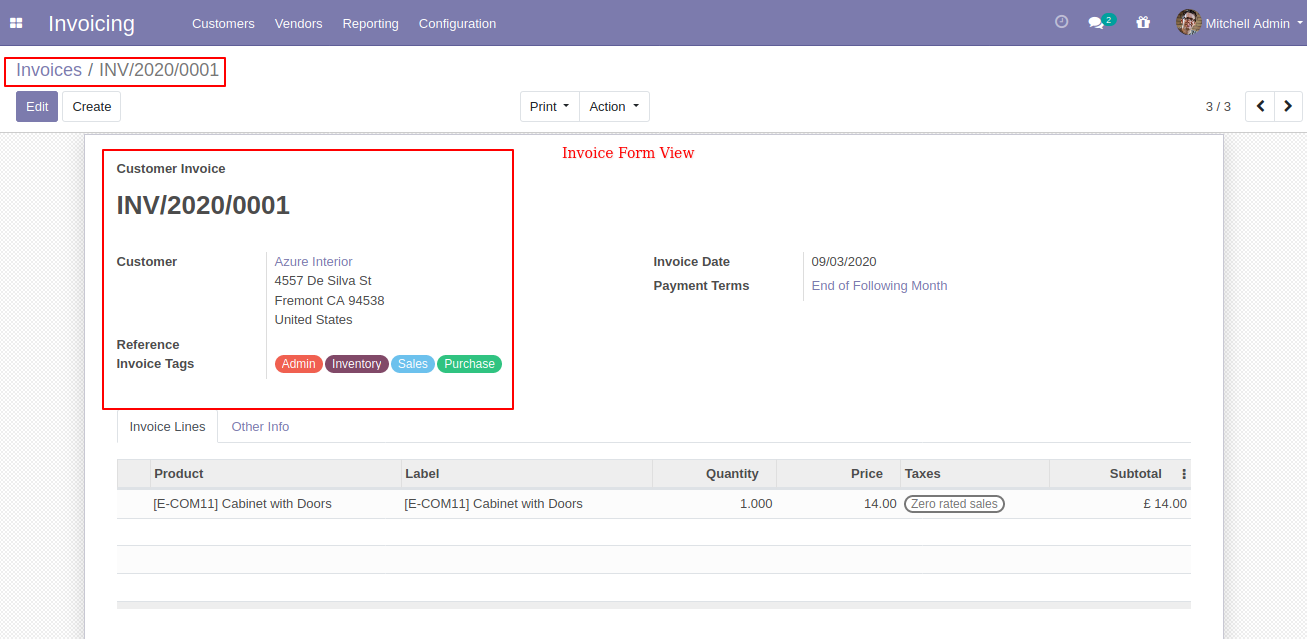 Invoicing Customers Vendors Reporting Configuration 2 Mitchell Admin
Invoices / INV/2020/0001
Edit Create Print Action 3 / 3
Invoice Form View
Customer Invoice
INV/2020/0001
Customer Azure Interior Invoice Date 09/03/2020
4557 De Silva St Payment Terms End of Following Month
Fremont CA 94538
United States
Reference
Invoice Tags Admin Inventory Sales Purchase
Invoice Lines Other Info
Product Label Quantity Price Taxes Subtotal
[E-COM11] Cabinet with Doors [E-COM11] Cabinet with Doors 1.000 14.00 Zero rated sales £ 14.00